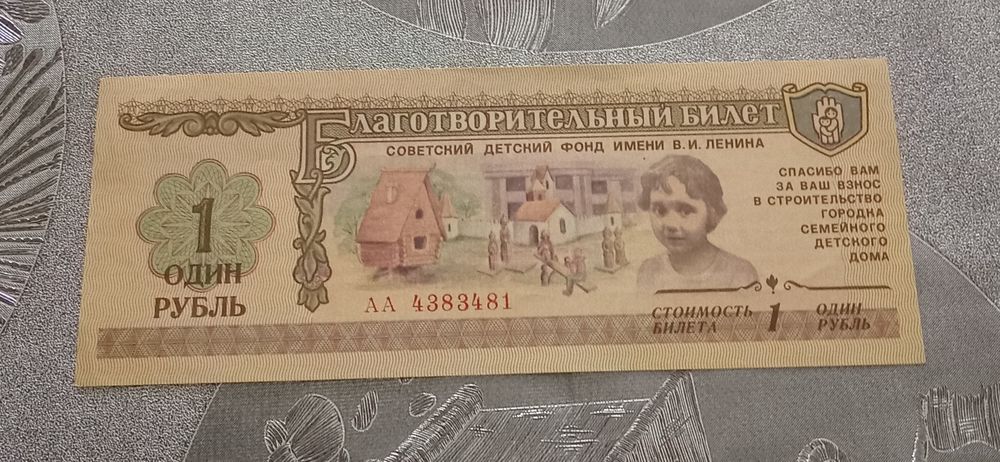 Благотворительный билет
СОВЕТСКИЙ ДЕТСКИЙ ФОНД ИМЕНИ В.И. ЛЕНИНА
СПАСИБО ВАМ
ЗА ВАШ ВЗНОС
В СТРОИТЕЛЬСТВО
ГОРОДКА
СЕМЕЙНОГО
ДЕТСКОГО
ДОМА
1
ОДИН
РУБЛЬ
АА 4383481
СТОИМОСТЬ
БИЛЕТА
1
ОДИН
РУБЛЬ